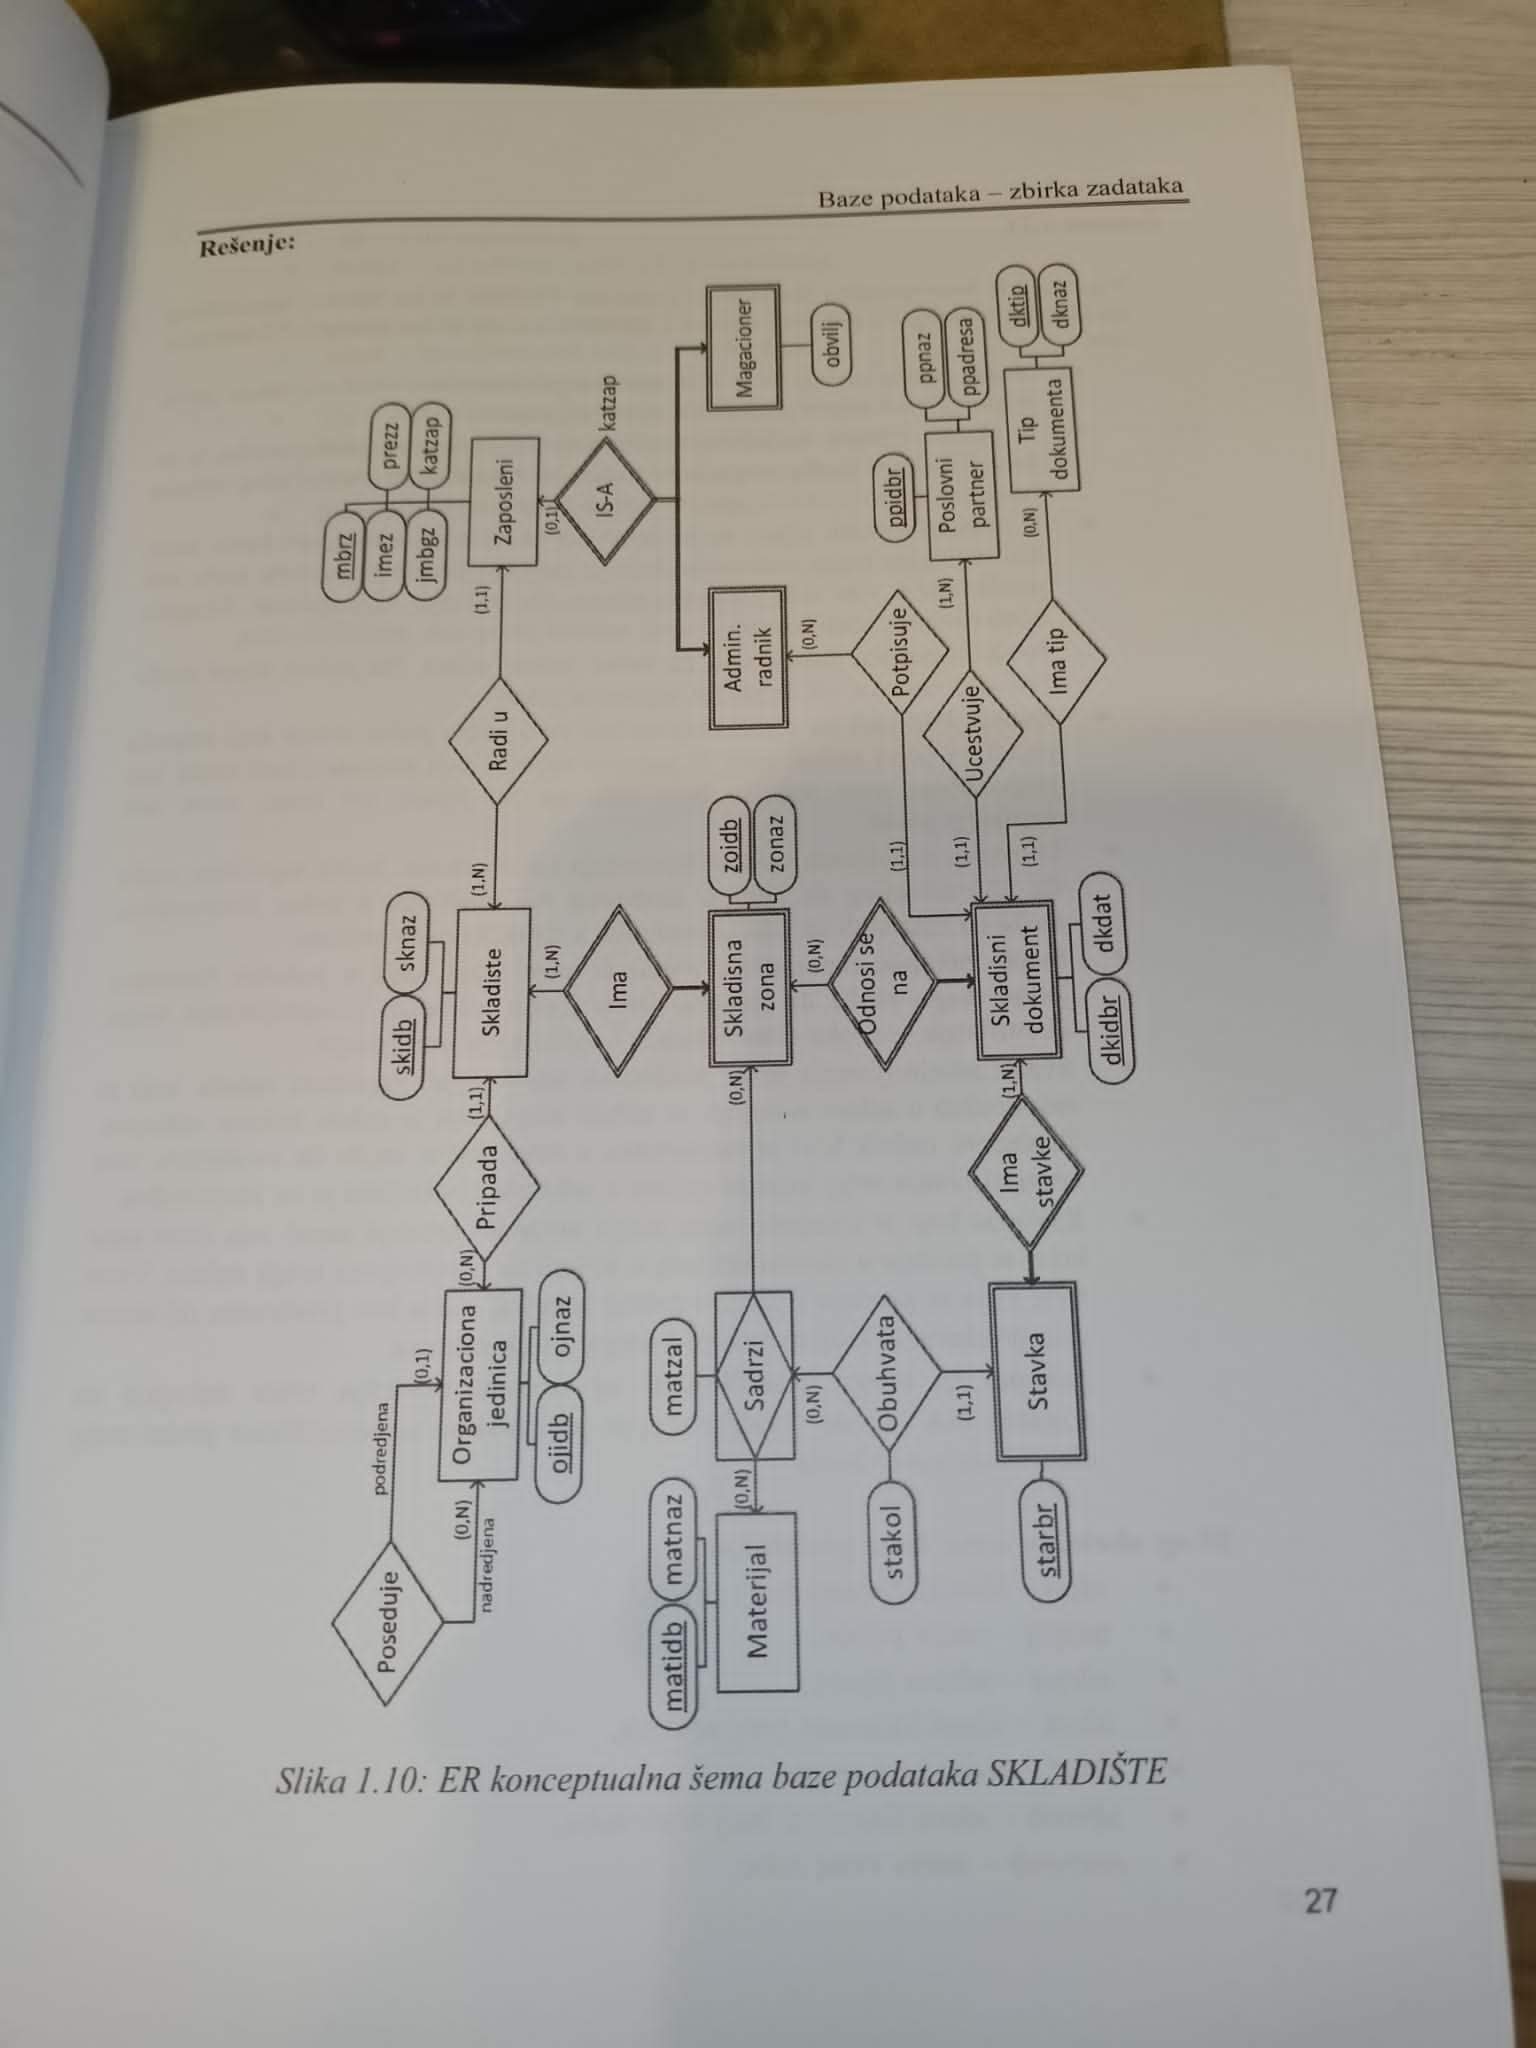 Baze podataka – zbirka zadataka
Rešenje:
Poseduje
podredjena
(0,1)
(0,N)
nadredjena
Organizaciona
jedinica
ojidb
ojnaz
(0,N)
Pripada
(1,1)
skidb
sknaz
Skladiste
(1,N)
Radi u
(1,1)
mbrz
imez
prezz
jmbgz
katzap
Zaposleni
(0,1)
IS-A
katzap
(1,N)
Ima
matidb
matnaz
Materijal
(0,N)
matzal
Sadrzi
(0,N)
Skladisna
zona
zoidb
zonaz
Admin.
radnik
Magacioner
obvilj
(0,N)
Obuhvata
stakol
(1,1)
(0,N)
Odnosi se
na
(0,N)
Potpisuje
(1,1)
ppidbr
ppnaz
ppadresa
Poslovni
partner
(1,N)
Ucestvuje
(1,1)
starbr
Stavka
Ima
stavke
(1,N)
Skladisni
dokument
dkidbr
dkdat
(1,1)
Ima tip
(0,N)
Tip
dokumenta
dktip
dknaz
Slika 1.10: ER konceptualna šema baze podataka SKLADIŠTE
27